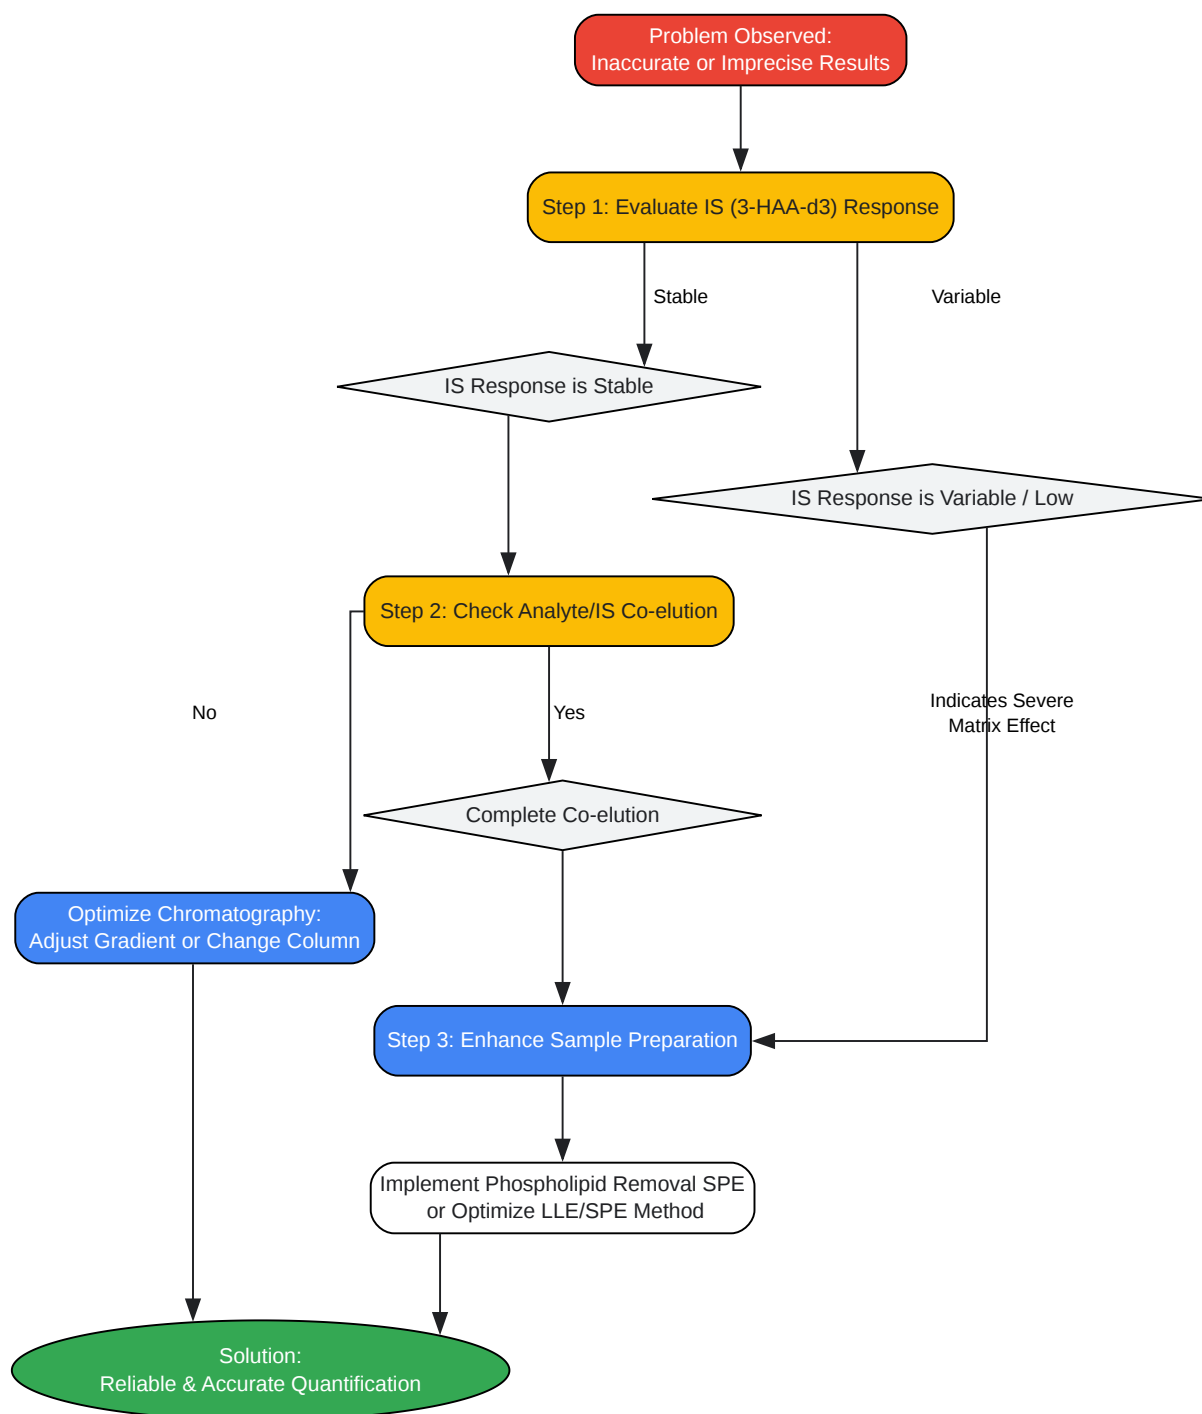 Problem Observed:
Inaccurate or Imprecise Results
Step 1: Evaluate IS (3-HAA-d3) Response
Stable
Variable
IS Response is Stable
IS Response is Variable / Low
Step 2: Check Analyte/IS Co-elution
No
Yes
Indicates Severe
Matrix Effect
Complete Co-elution
Optimize Chromatography:
Adjust Gradient or Change Column
Step 3: Enhance Sample Preparation
Implement Phospholipid Removal SPE
or Optimize LLE/SPE Method
Solution:
Reliable & Accurate Quantification